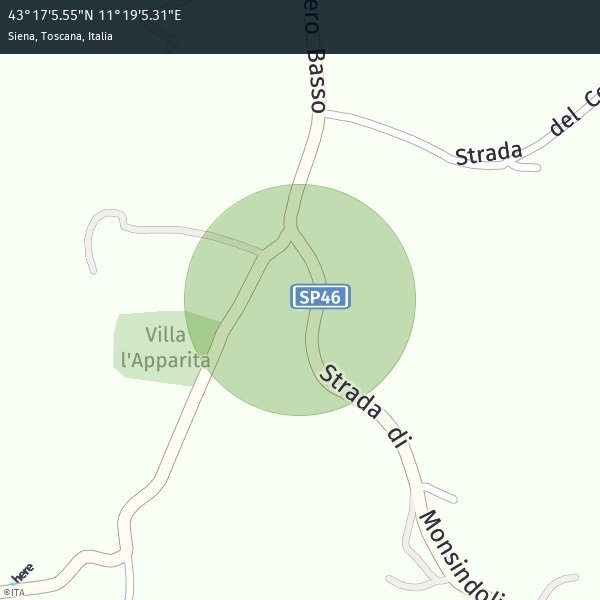 43°17'5.55"N 11°19'5.31"E
Siena, Toscana, Italia
Basso
Strada del
SP46
Villa
l'Apparita
Strada di
here
©ITA